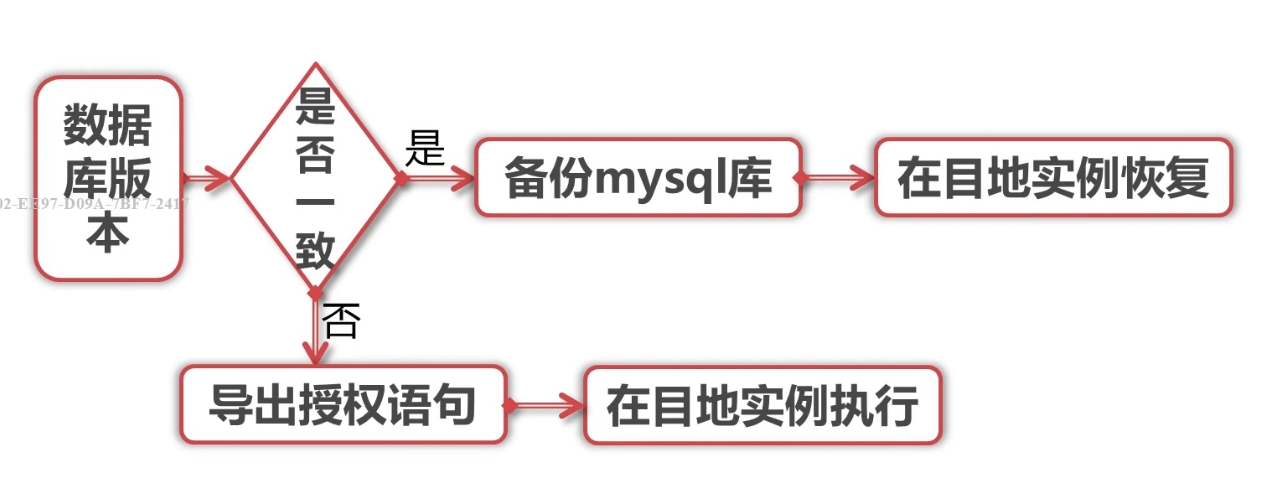 数据
库版
本
是
否
一
致
是
备份mysql库
在目地实例恢复
02-EE97-D09A-7BF7-2417
否
导出授权语句
在目地实例执行